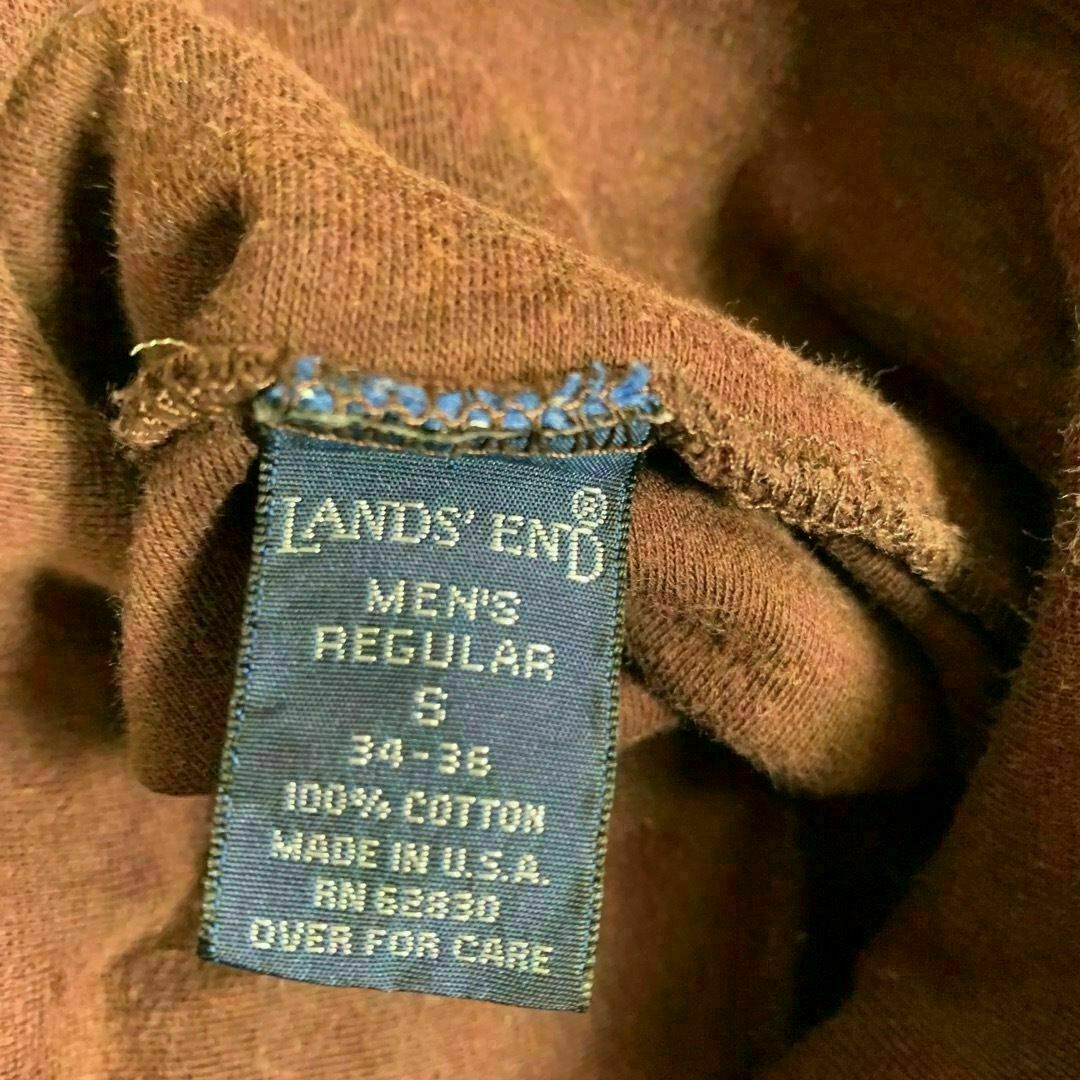 LANDS' END®
MEN'S
REGULAR
S
34-36
100% COTTON
MADE IN U.S.A.
RN 62830
OVER FOR CARE